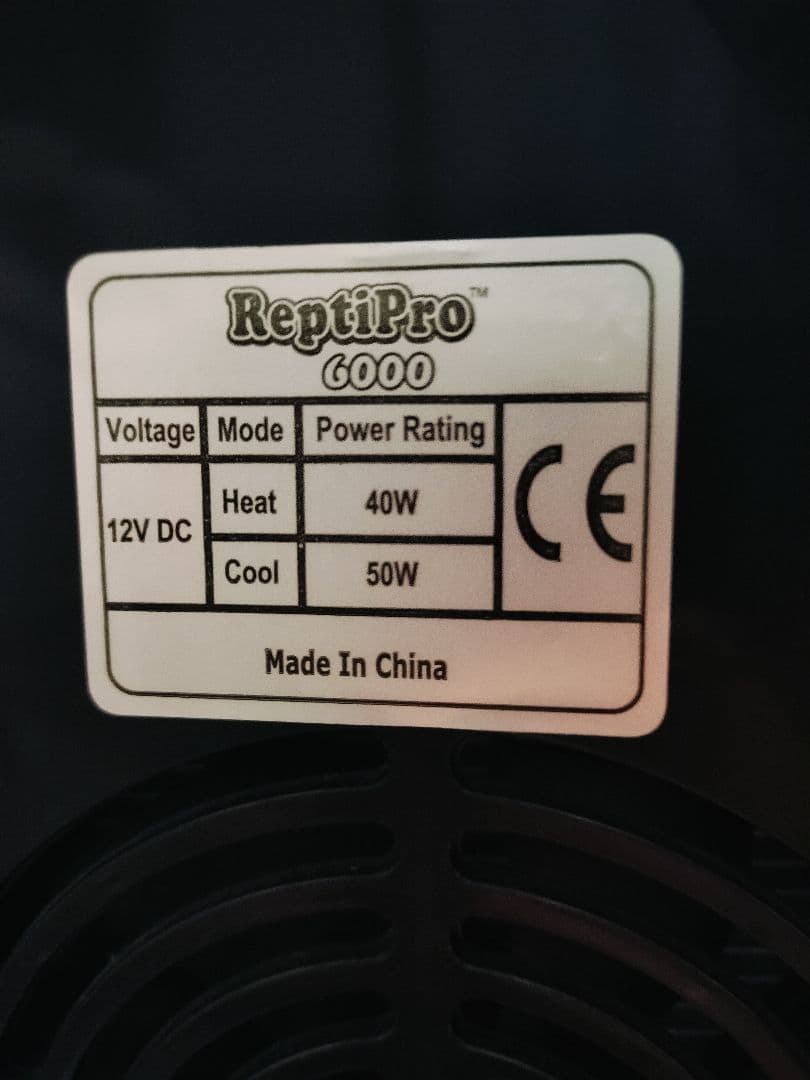 ReptiPro™
6000
Voltage Mode Power Rating
12V DC
Heat 40W
Cool 50W
CE
Made In China